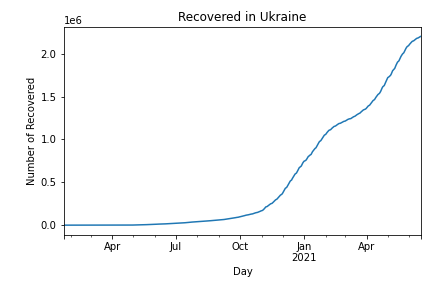 Recovered in Ukraine
1e6
2.0
1.5
1.0
0.5
0.0
Number of Recovered
Apr
Jul
Oct
Jan
2021
Apr
Day